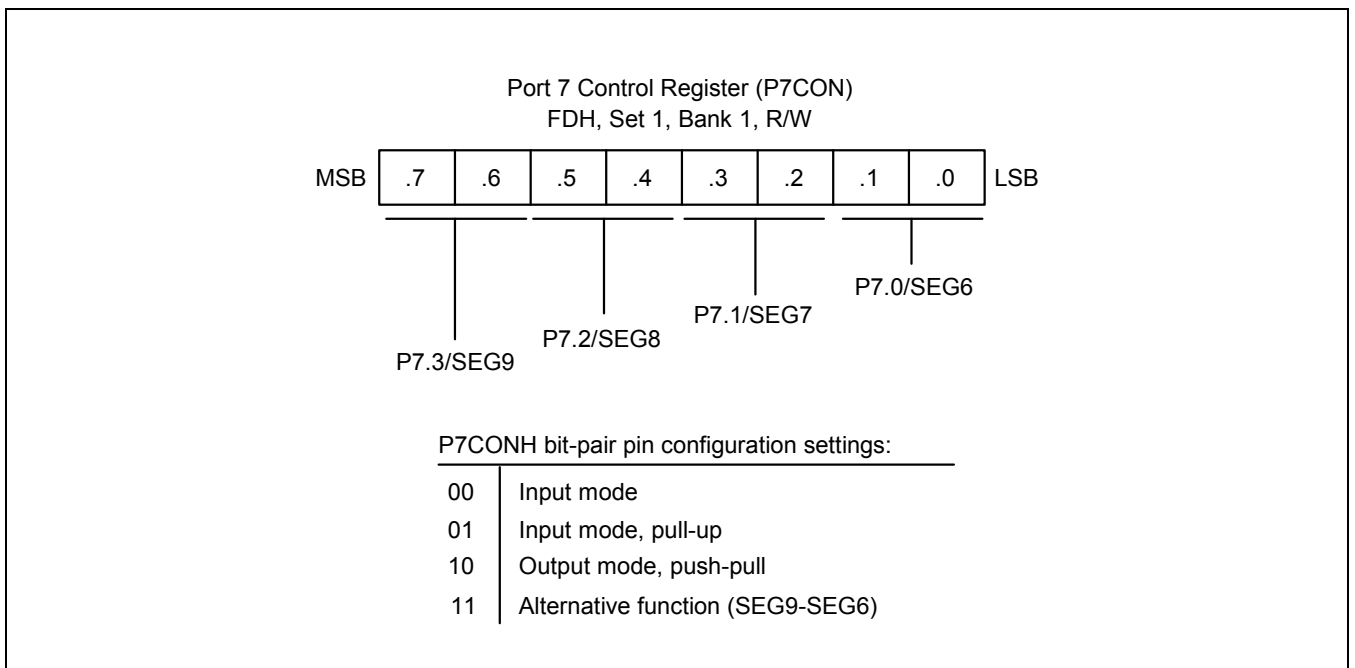 Port 7 Control Register (P7CON)
FDH, Set 1, Bank 1, R/W
MSB .7 .6 .5 .4 .3 .2 .1 .0 LSB
P7.0/SEG6
P7.1/SEG7
P7.2/SEG8
P7.3/SEG9
P7CONH bit-pair pin configuration settings:
00 Input mode
01 Input mode, pull-up
10 Output mode, push-pull
11 Alternative function (SEG9-SEG6)